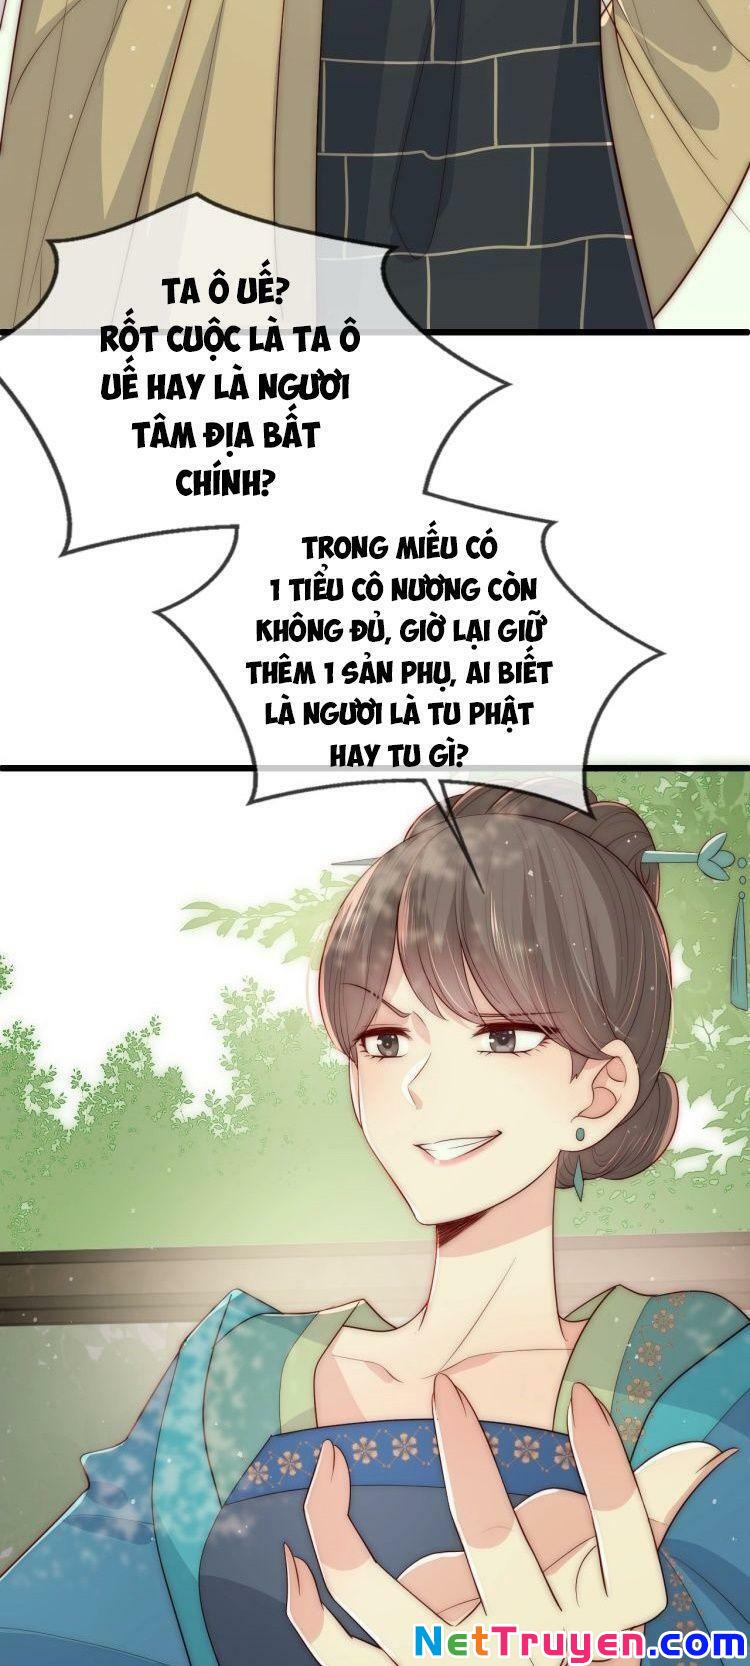 TA Ô UẾ?
RỐT CUỘC LÀ TA Ô
UẾ HAY LÀ NGƯƠI
TÂM ĐỊA BẤT
CHÍNH?
TRONG MIẾU CÓ
1 TIỂU CÔ NƯƠNG CÒN
KHÔNG ĐỦ, GIỜ LẠI GIỮ
THÊM 1 SẢN PHỤ, AI BIẾT
LÀ NGƯƠI LÀ TU PHẬT
HAY TU GÌ?
NetTruyen.com